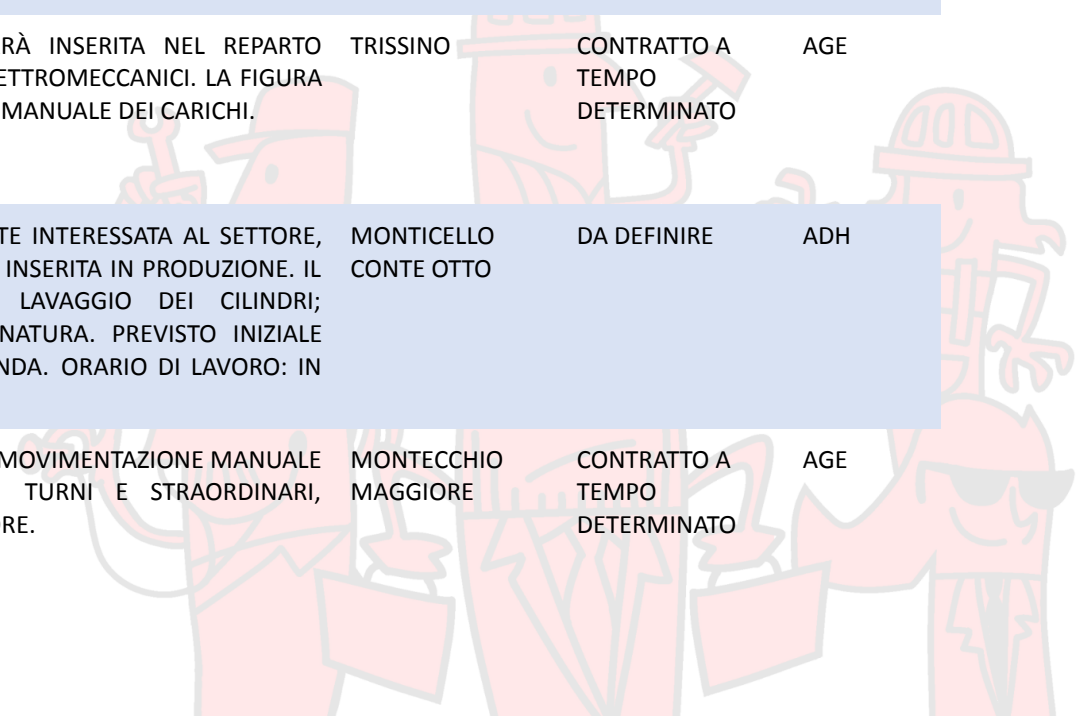 RÀ INSERITA NEL REPARTO TRISSINO CONTRATTO A AGE
ETTROMECCANICI. LA FIGURA TEMPO
MANUALE DEI CARICHI. DETERMINATO
TE INTERESSATA AL SETTORE, MONTICELLO DA DEFINIRE ADH
INSERITA IN PRODUZIONE. IL CONTE OTTO
LAVAGGIO DEI CILINDRI;
NATURA. PREVISTO INIZIALE
NDA. ORARIO DI LAVORO: IN
MOVIMENTAZIONE MANUALE MONTECCHIO CONTRATTO A AGE
TURNI E STRAORDINARI, MAGGIORE TEMPO
RE. DETERMINATO